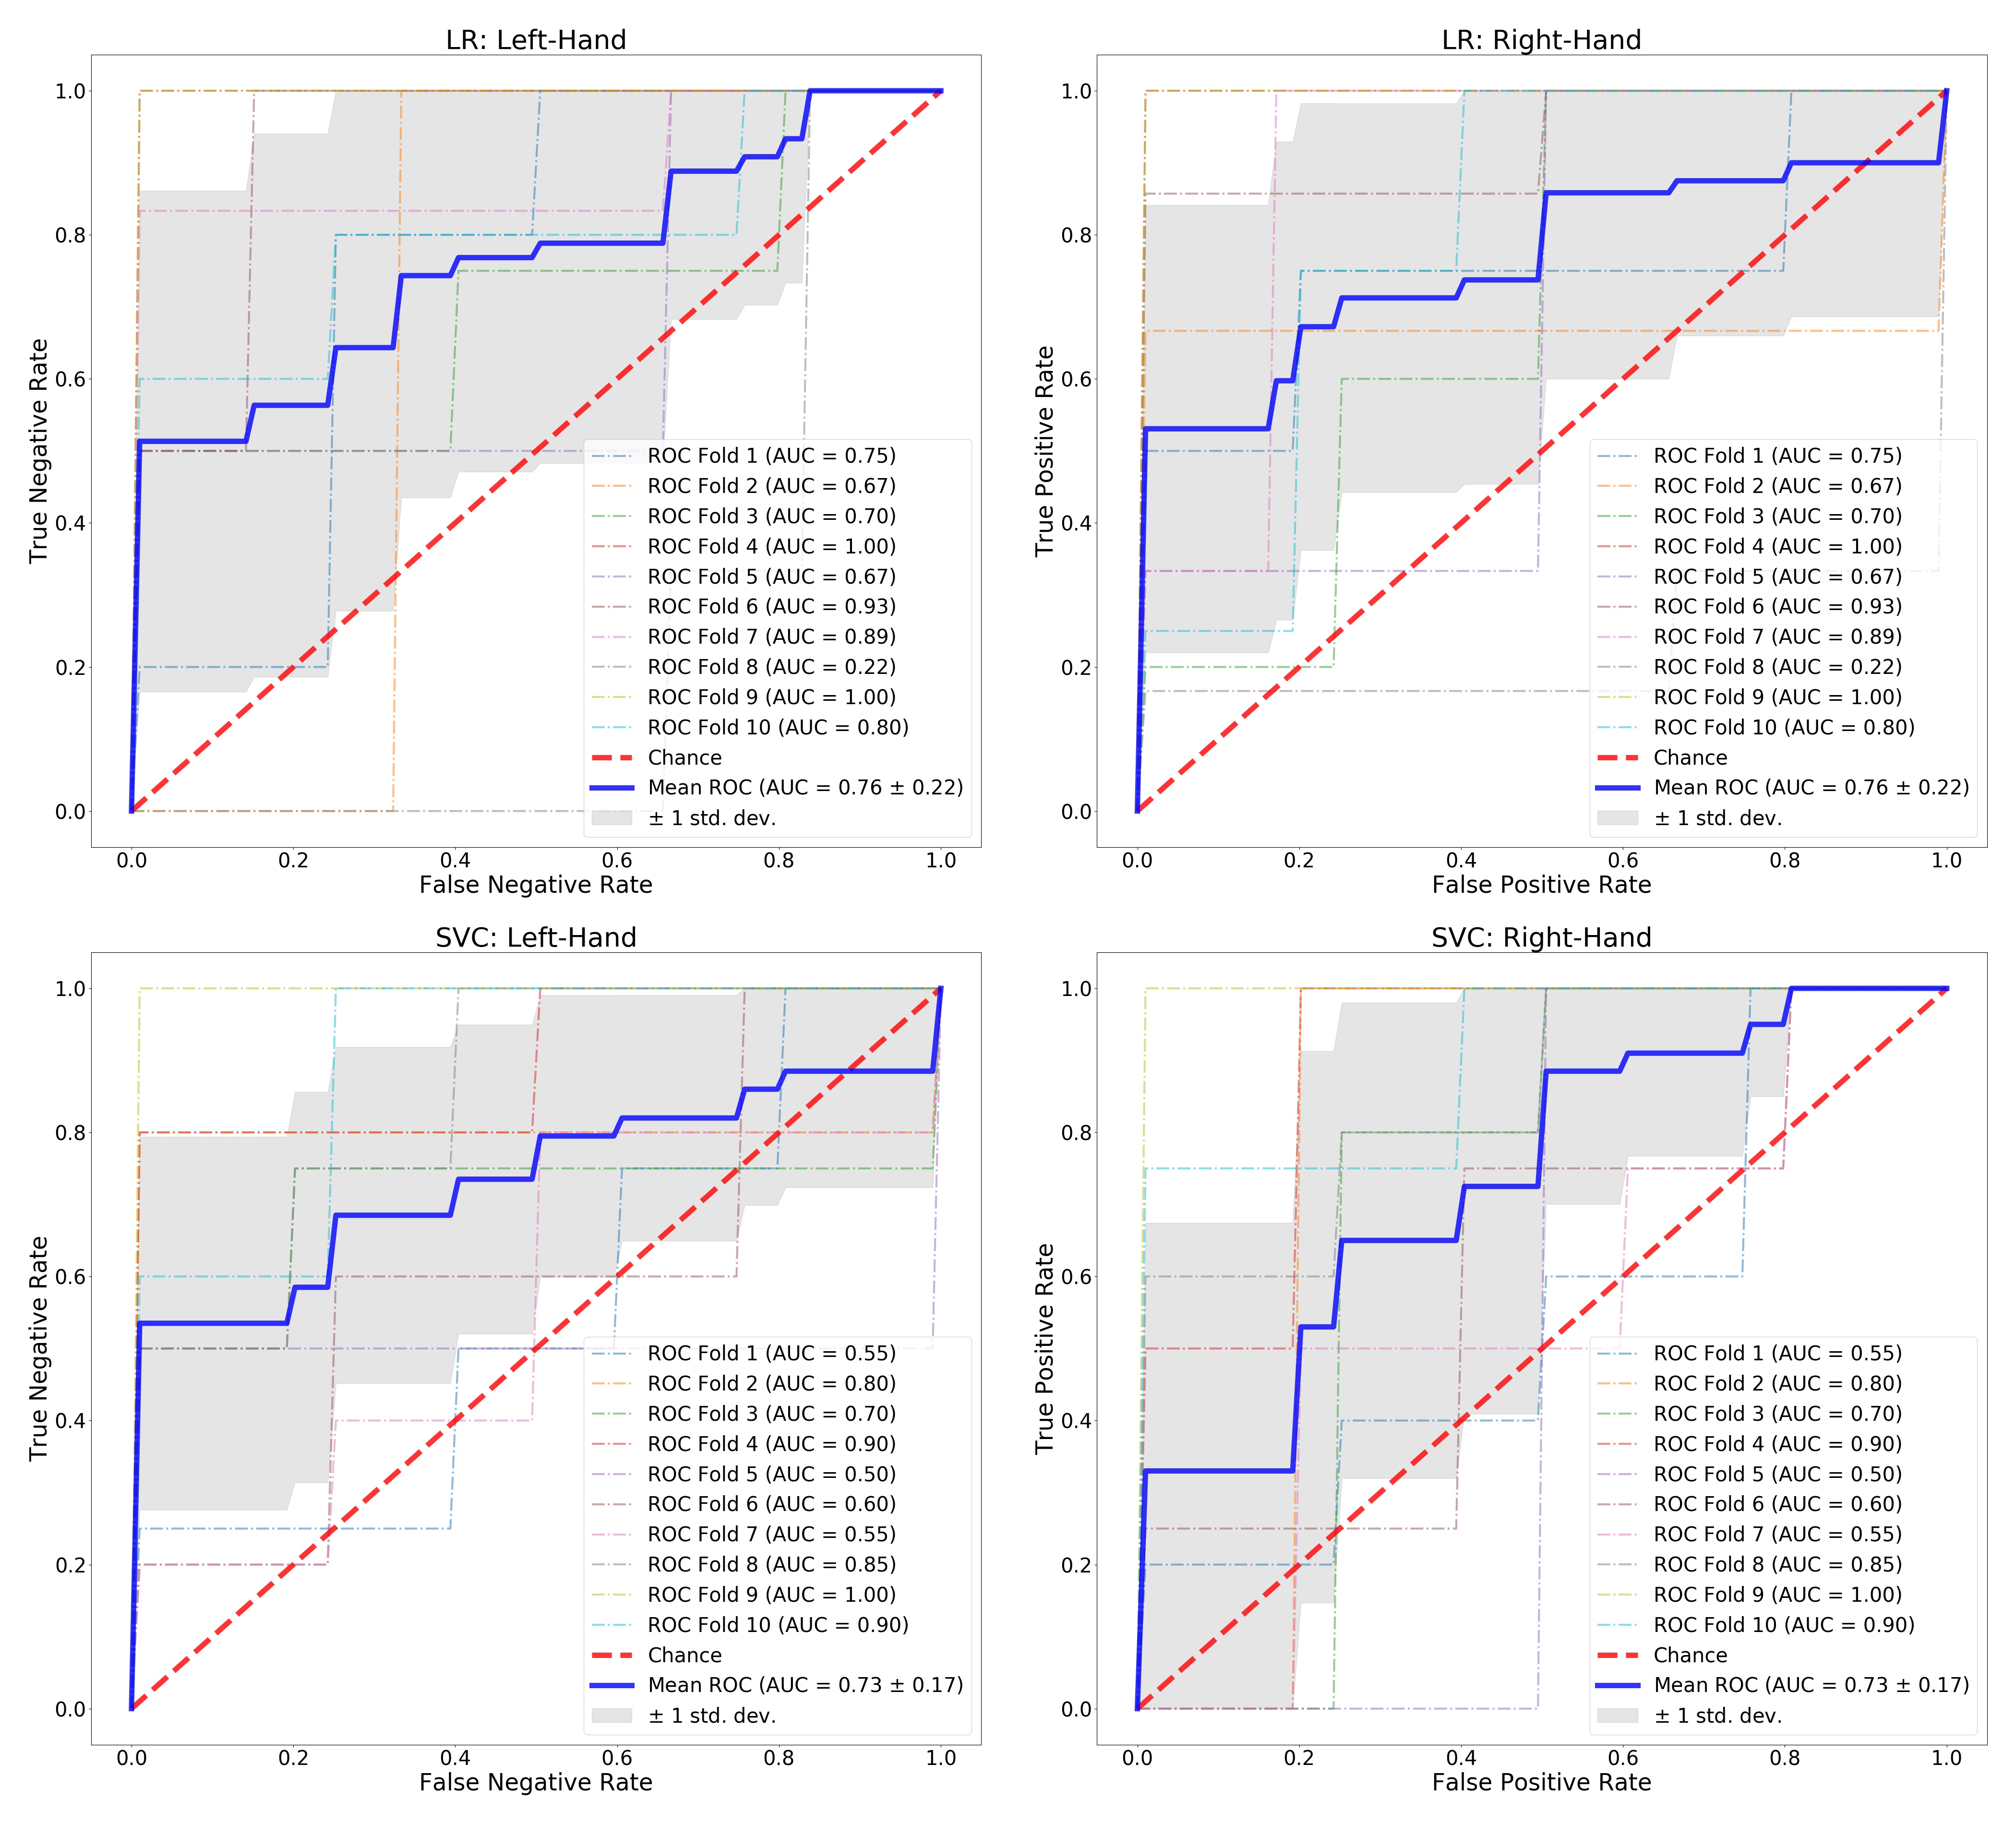 LR: Left-Hand
True Negative Rate
1.0
0.8
0.6
0.4
0.2
0.0
ROC Fold 1 (AUC = 0.75)
ROC Fold 2 (AUC = 0.67)
ROC Fold 3 (AUC = 0.70)
ROC Fold 4 (AUC = 1.00)
ROC Fold 5 (AUC = 0.67)
ROC Fold 6 (AUC = 0.93)
ROC Fold 7 (AUC = 0.89)
ROC Fold 8 (AUC = 0.22)
ROC Fold 9 (AUC = 1.00)
ROC Fold 10 (AUC = 0.80)
Chance
Mean ROC (AUC = 0.76 ± 0.22)
± 1 std. dev.
0.0 0.2 0.4 0.6 0.8 1.0
False Negative Rate
LR: Right-Hand
True Positive Rate
1.0
0.8
0.6
0.4
0.2
0.0
ROC Fold 1 (AUC = 0.75)
ROC Fold 2 (AUC = 0.67)
ROC Fold 3 (AUC = 0.70)
ROC Fold 4 (AUC = 1.00)
ROC Fold 5 (AUC = 0.67)
ROC Fold 6 (AUC = 0.93)
ROC Fold 7 (AUC = 0.89)
ROC Fold 8 (AUC = 0.22)
ROC Fold 9 (AUC = 1.00)
ROC Fold 10 (AUC = 0.80)
Chance
Mean ROC (AUC = 0.76 ± 0.22)
± 1 std. dev.
0.0 0.2 0.4 0.6 0.8 1.0
False Positive Rate
SVC: Left-Hand
True Negative Rate
1.0
0.8
0.6
0.4
0.2
0.0
ROC Fold 1 (AUC = 0.55)
ROC Fold 2 (AUC = 0.80)
ROC Fold 3 (AUC = 0.70)
ROC Fold 4 (AUC = 0.90)
ROC Fold 5 (AUC = 0.50)
ROC Fold 6 (AUC = 0.60)
ROC Fold 7 (AUC = 0.55)
ROC Fold 8 (AUC = 0.85)
ROC Fold 9 (AUC = 1.00)
ROC Fold 10 (AUC = 0.90)
Chance
Mean ROC (AUC = 0.73 ± 0.17)
± 1 std. dev.
0.0 0.2 0.4 0.6 0.8 1.0
False Negative Rate
SVC: Right-Hand
True Positive Rate
1.0
0.8
0.6
0.4
0.2
0.0
ROC Fold 1 (AUC = 0.55)
ROC Fold 2 (AUC = 0.80)
ROC Fold 3 (AUC = 0.70)
ROC Fold 4 (AUC = 0.90)
ROC Fold 5 (AUC = 0.50)
ROC Fold 6 (AUC = 0.60)
ROC Fold 7 (AUC = 0.55)
ROC Fold 8 (AUC = 0.85)
ROC Fold 9 (AUC = 1.00)
ROC Fold 10 (AUC = 0.90)
Chance
Mean ROC (AUC = 0.73 ± 0.17)
± 1 std. dev.
0.0 0.2 0.4 0.6 0.8 1.0
False Positive Rate